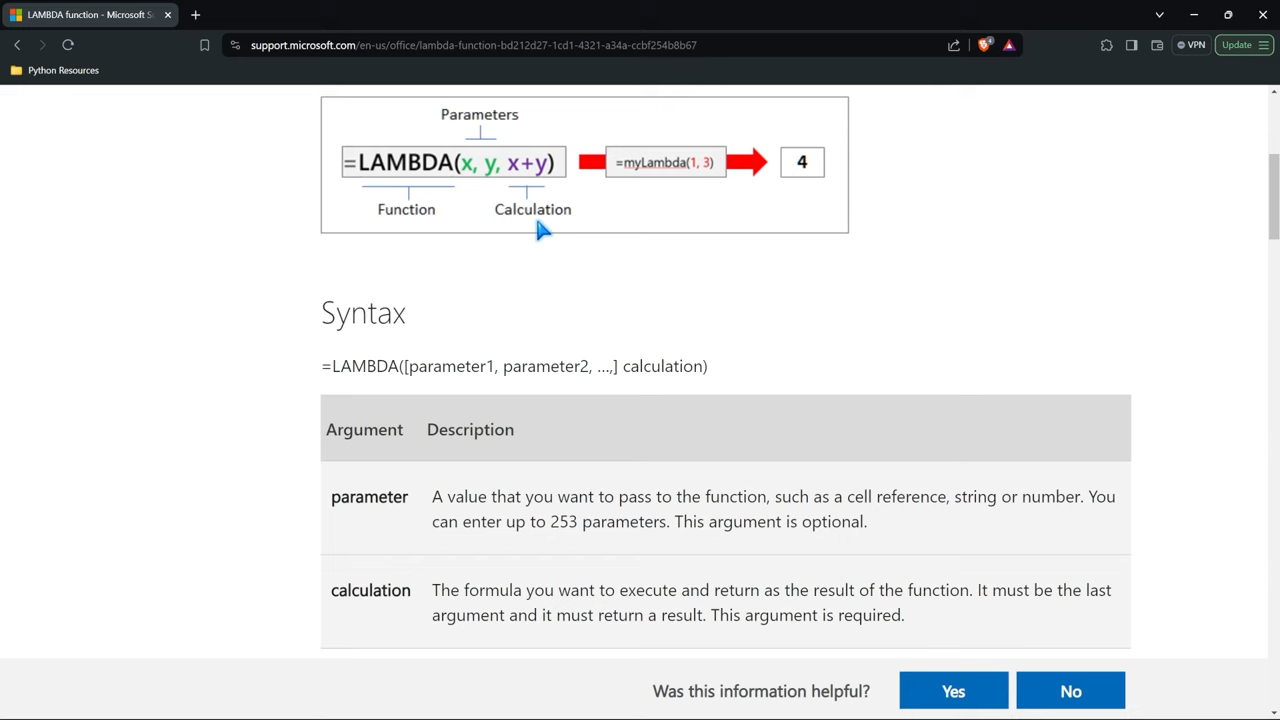 LAMBDA function - Microsoft S
support.microsoft.com/en-us/office/lambda-function-bd212d27-1cd1-4321-a34a-ccbf254b8b67
VPN
Update
Python Resources
Parameters
=LAMBDA(x, y, x+y)
=myLambda(1, 3)
4
Function
Calculation
Syntax
=LAMBDA([parameter1, parameter2, ...,] calculation)
Argument Description
parameter A value that you want to pass to the function, such as a cell reference, string or number. You
can enter up to 253 parameters. This argument is optional.
calculation The formula you want to execute and return as the result of the function. It must be the last
argument and it must return a result. This argument is required.
Was this information helpful? Yes No